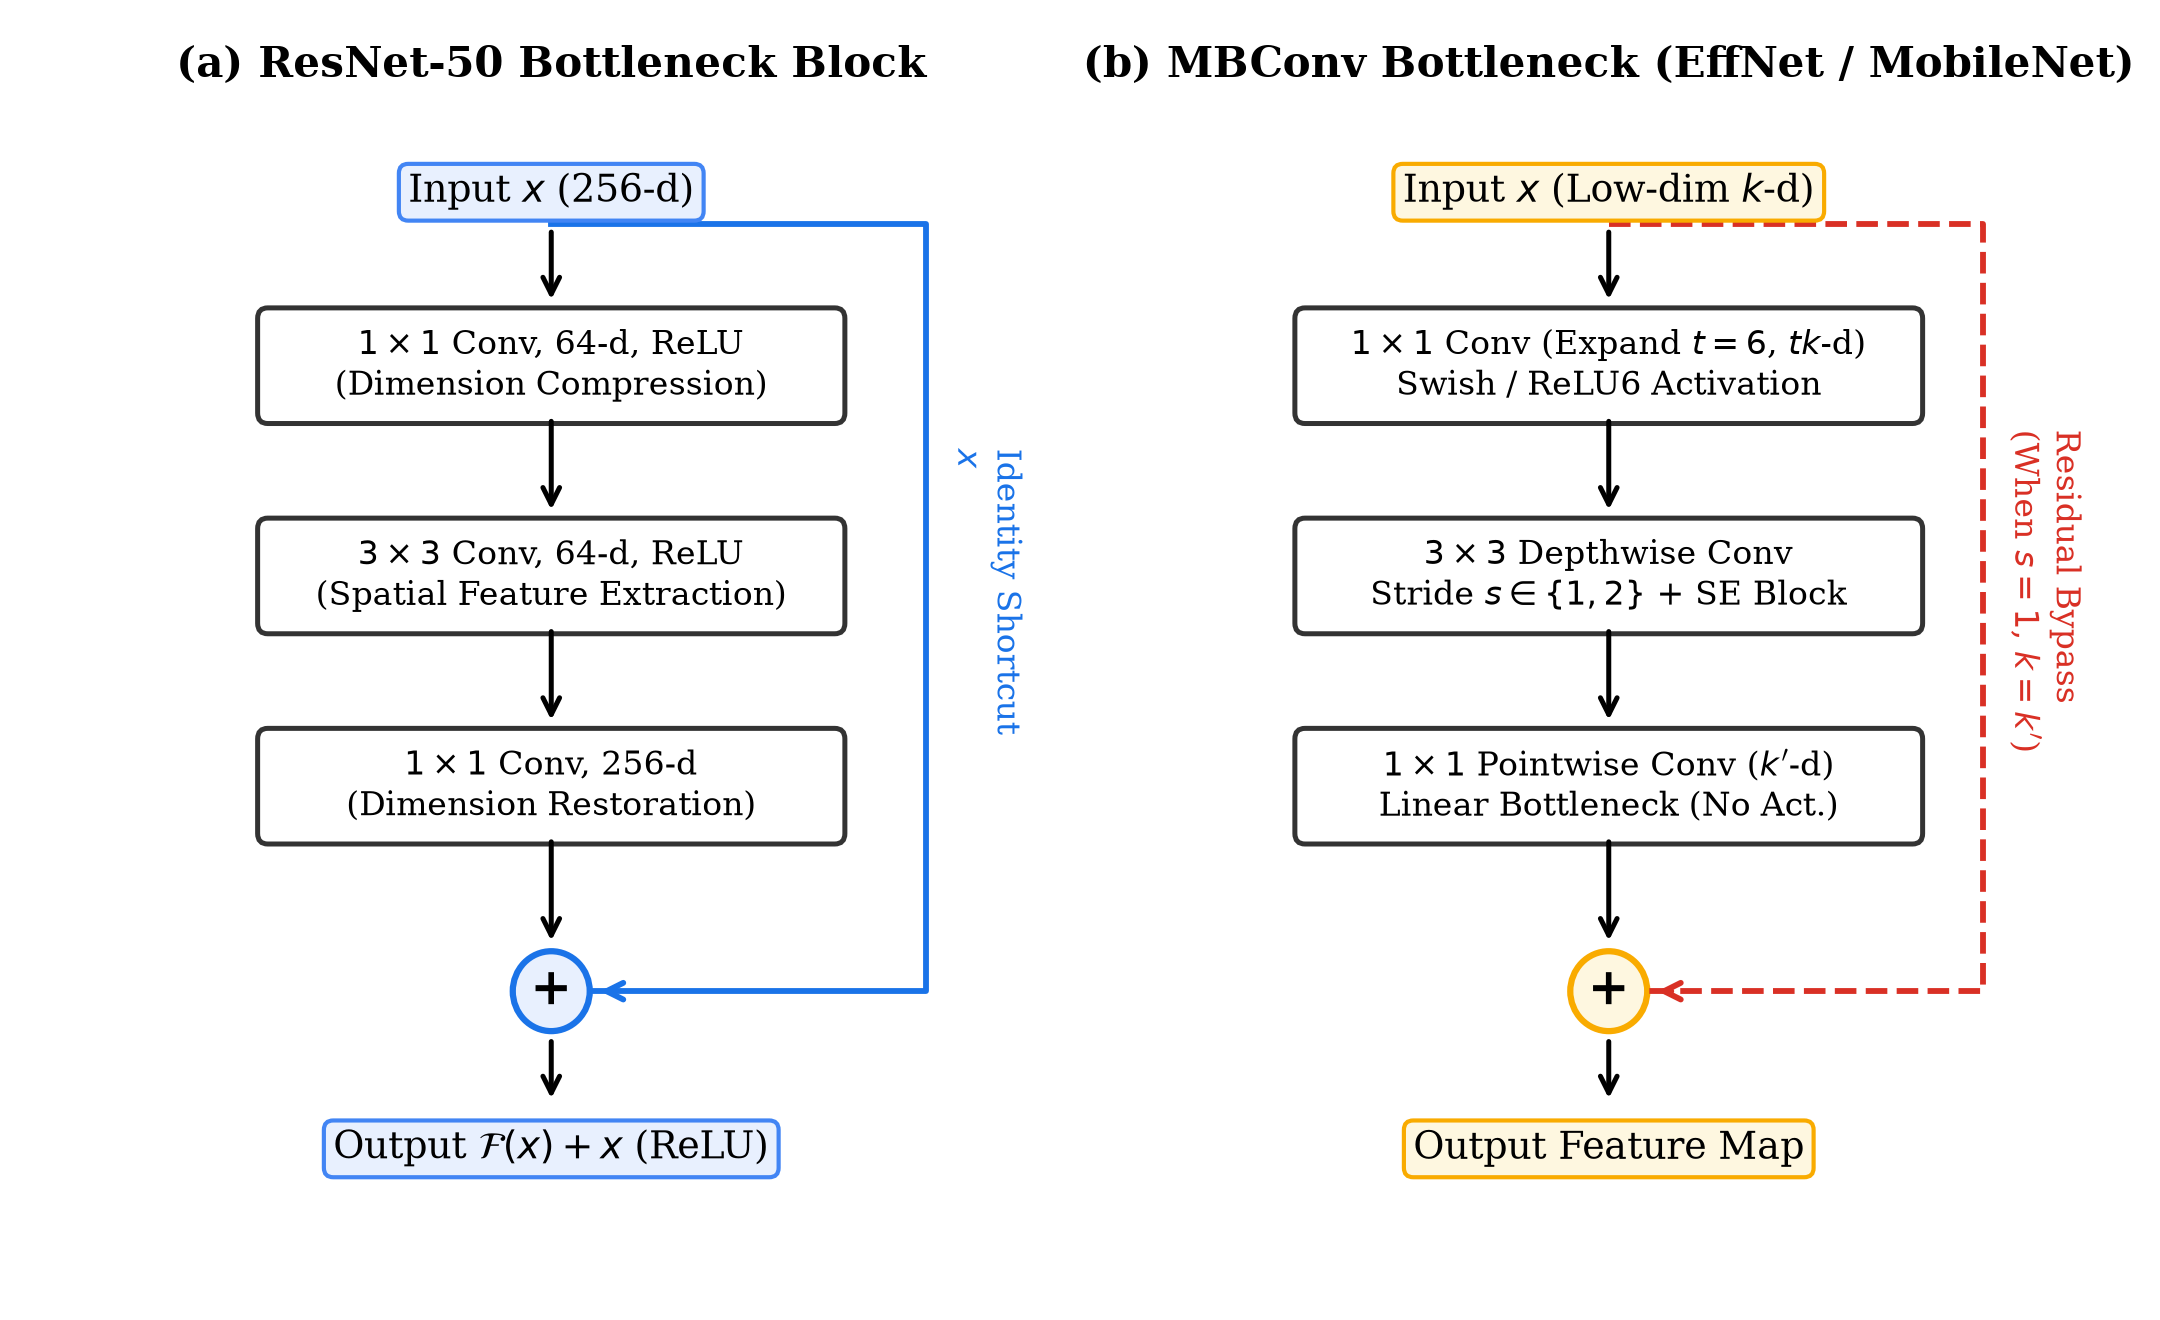 (a) ResNet-50 Bottleneck Block
Input x (256-d)
1 × 1 Conv, 64-d, ReLU
(Dimension Compression)
3 × 3 Conv, 64-d, ReLU
(Spatial Feature Extraction)
1 × 1 Conv, 256-d
(Dimension Restoration)
+
Output ℱ(x) + x (ReLU)
Identity Shortcut
x
(b) MBConv Bottleneck (EffNet / MobileNet)
Input x (Low-dim k-d)
1 × 1 Conv (Expand t = 6, tk-d)
Swish / ReLU6 Activation
3 × 3 Depthwise Conv
Stride s ∈ {1, 2} + SE Block
1 × 1 Pointwise Conv (k′-d)
Linear Bottleneck (No Act.)
+
Output Feature Map
Residual Bypass
(When s = 1, k = k′)